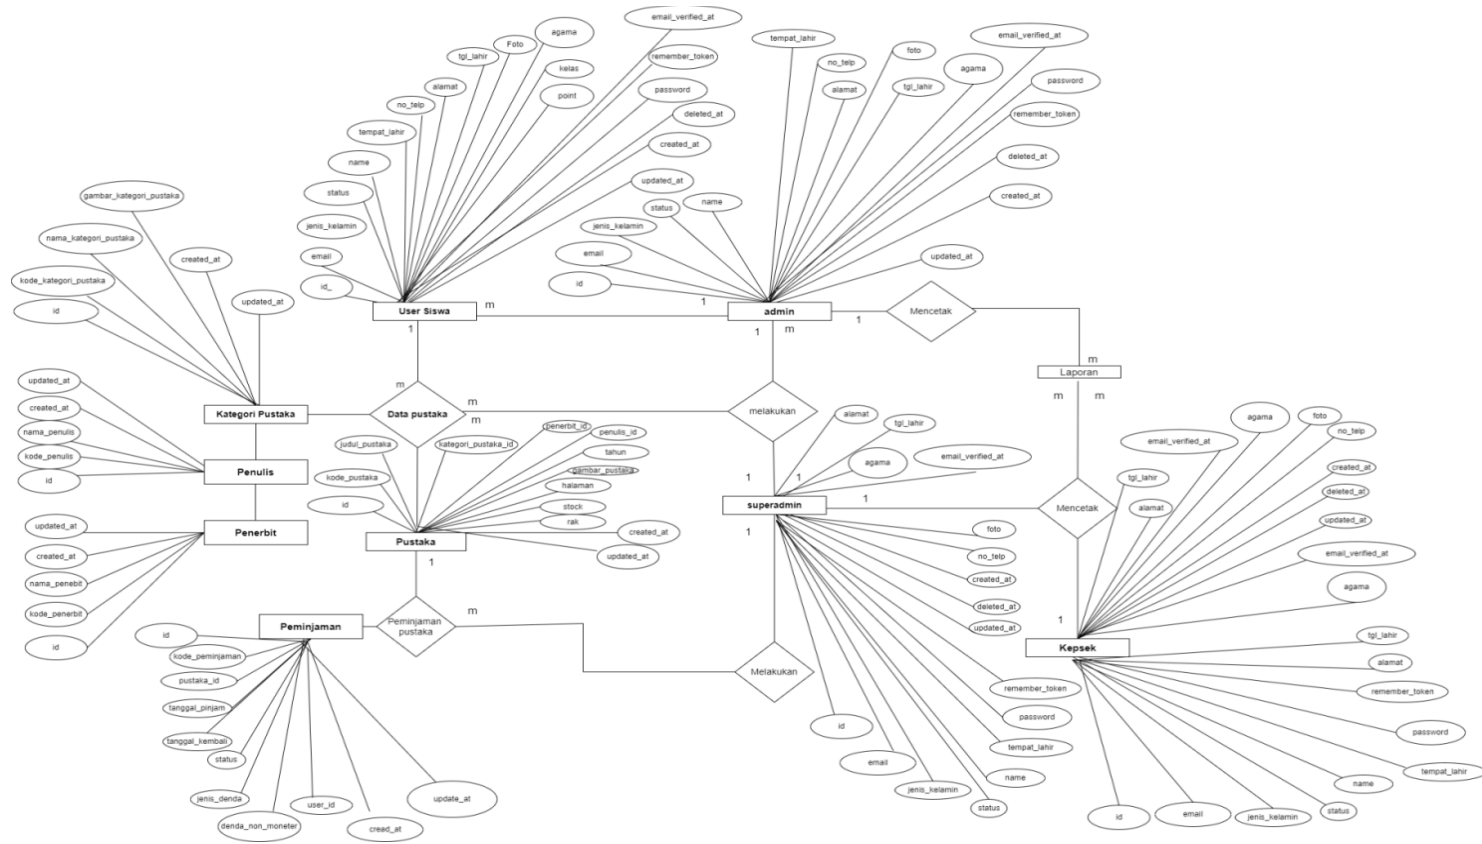 email_verified_at
agama
Foto
tgl_lahir
remember_token
kelas
alamat
point
password
no_telp
deleted_at
tempat_lahir
created_at
name
updated_at
status
jenis_kelamin
email
id_
User Siswa
m
1
tempat_lahir
foto
email_verified_at
no_telp
agama
alamat
tgl_lahir
password
remember_token
deleted_at
created_at
name
status
jenis_kelamin
email
updated_at
id
1
admin
1
m
1
Mencetak
m
Laporan
m
m
gambar_kategori_pustaka
nama_kategori_pustaka
created_at
kode_kategori_pustaka
updated_at
id
Kategori Pustaka
m
Data pustaka
m
m
melakukan
updated_at
created_at
nama_penulis
kode_penulis
id
Penulis
updated_at
created_at
nama_penebit
kode_penerbit
id
Penerbit
judul_pustaka
kategori_pustaka_id
penerbit_id
penulis_id
tahun
gambar_pustaka
kode_pustaka
halaman
id
stock
rak
created_at
updated_at
Pustaka
1
alamat
tgl_lahir
agama
email_verified_at
1
1
superadmin
1
1
foto
no_telp
created_at
deleted_at
updated_at
remember_token
password
tempat_lahir
name
status
jenis_kelamin
email
id
Mencetak
agama
foto
no_telp
email_verified_at
created_at
tgl_lahir
deleted_at
alamat
updated_at
email_verified_at
agama
1
Kepsek
tgl_lahir
alamat
remember_token
password
tempat_lahir
name
status
jenis_kelamin
email
id
Peminjaman
Peminjaman
pustaka
m
Melakukan
id
kode_peminjaman
pustaka_id
tanggal_pinjam
tanggal_kembali
status
jenis_denda
denda_non_moneter
user_id
cread_at
update_at